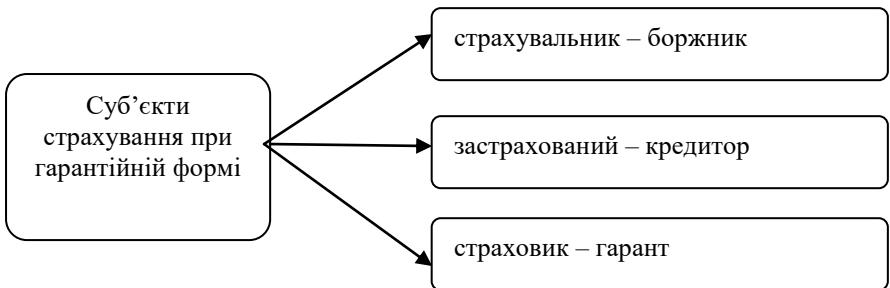 Суб’єкти
страхування при
гарантійній формі
страхувальник – боржник
застрахований – кредитор
страховик – гарант